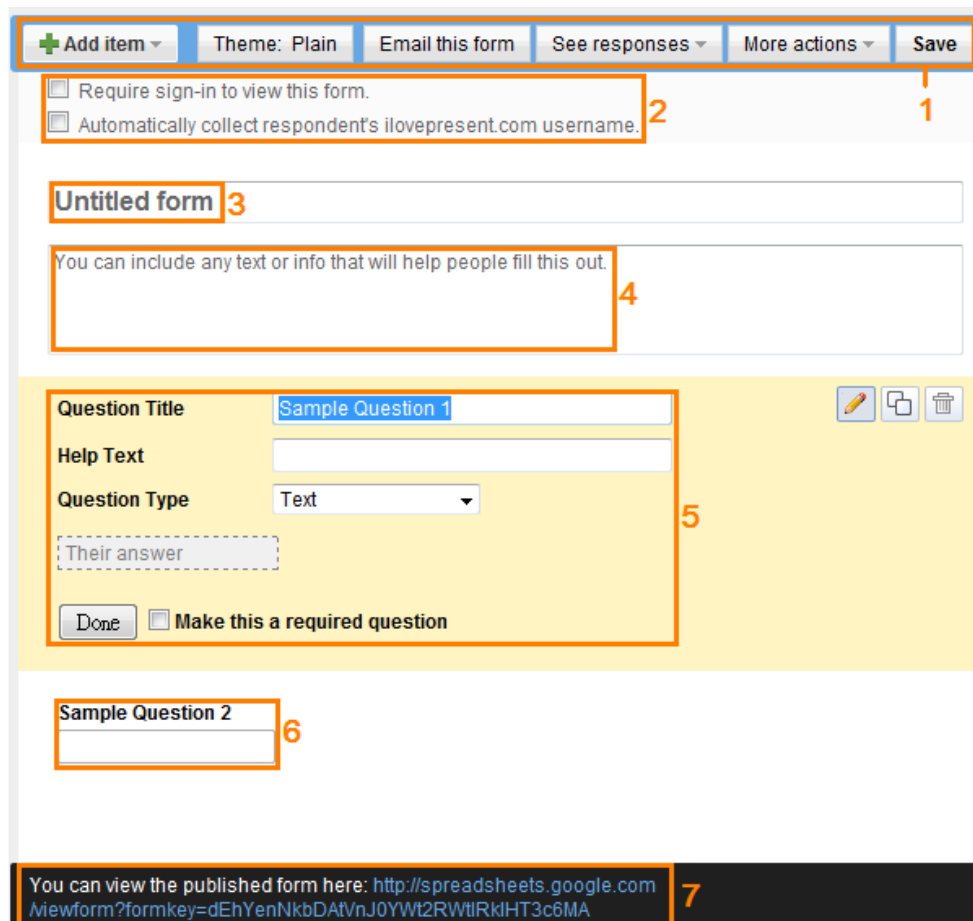 Add item Theme: Plain Email this form See responses More actions Save
1
Require sign-in to view this form.
Automatically collect respondent's ilovepresent.com username.
2
Untitled form 3
You can include any text or info that will help people fill this out.
4
Question Title Sample Question 1
Help Text
Question Type Text
5
Their answer
Done Make this a required question
Sample Question 2
6
You can view the published form here: http://spreadsheets.google.com
/viewform?formkey=dEhYenNkbDAtVnJ0YWt2RWtlRklHT3c6MA
7